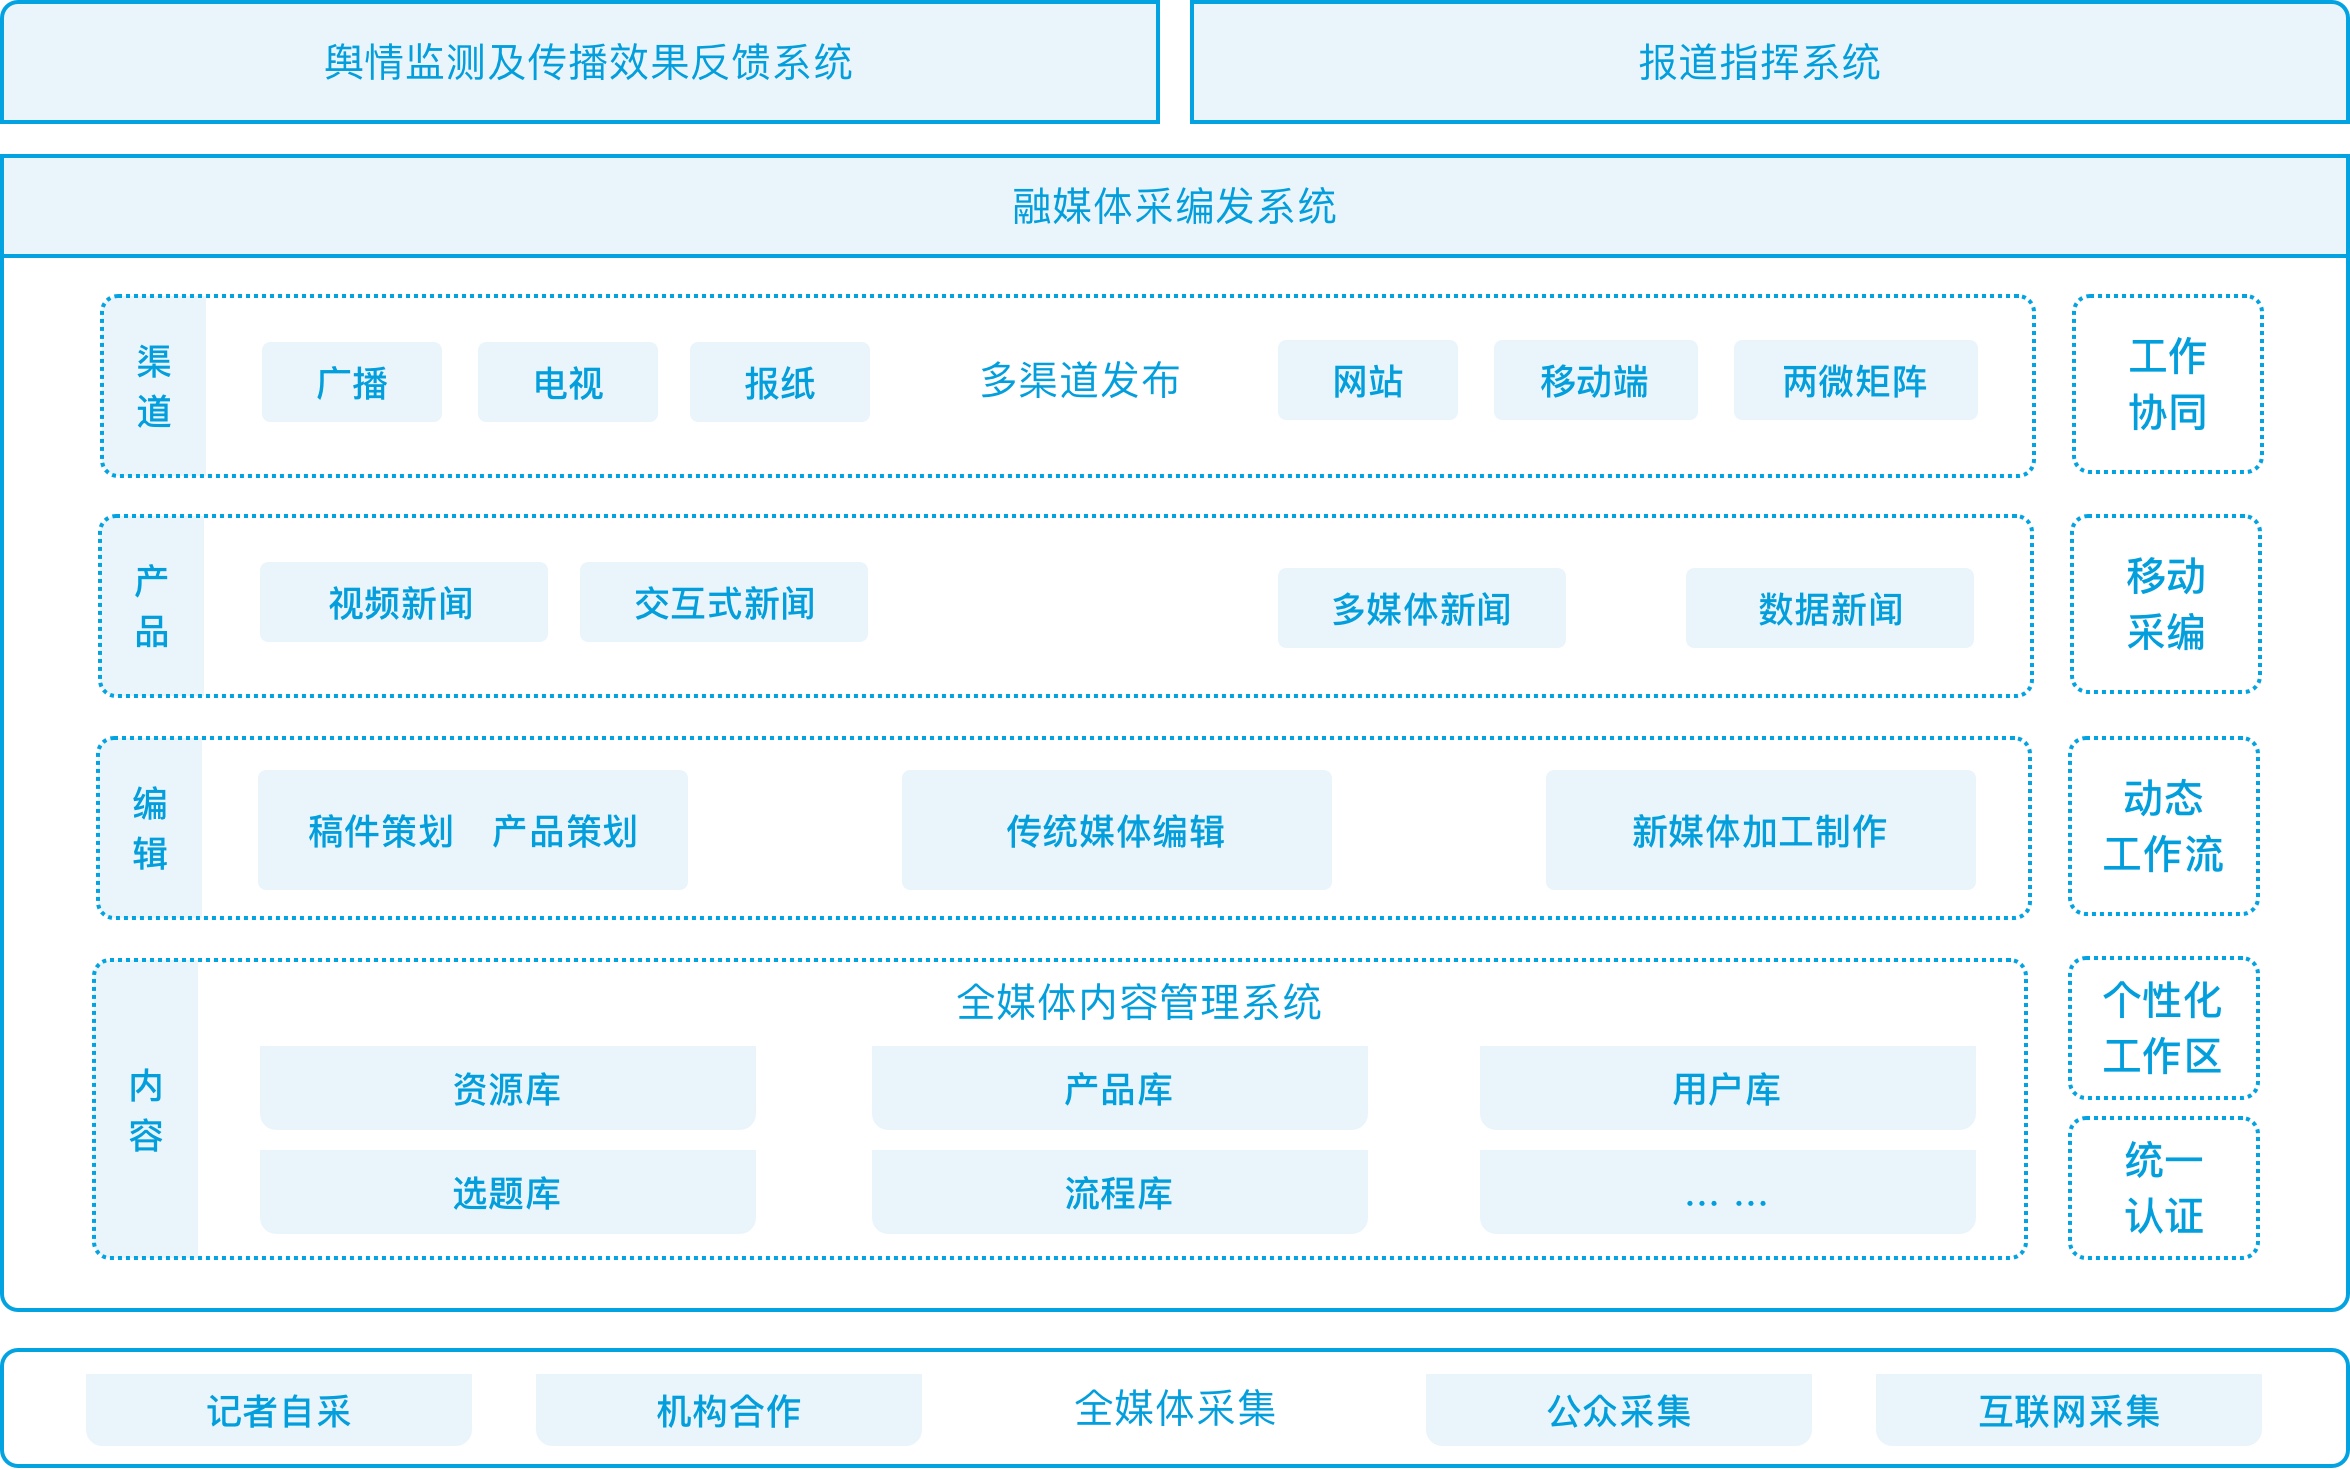 舆情监测及传播效果反馈系统
报道指挥系统
融媒体采编发系统
渠
道
广播
电视
报纸
多渠道发布
网站
移动端
两微矩阵
工作
协同
产
品
视频新闻
交互式新闻
多媒体新闻
数据新闻
移动
采编
编
辑
稿件策划 产品策划
传统媒体编辑
新媒体加工制作
动态
工作流
内
容
全媒体内容管理系统
资源库
产品库
用户库
选题库
流程库
... ...
个性化
工作区
统一
认证
记者自采
机构合作
全媒体采集
公众采集
互联网采集